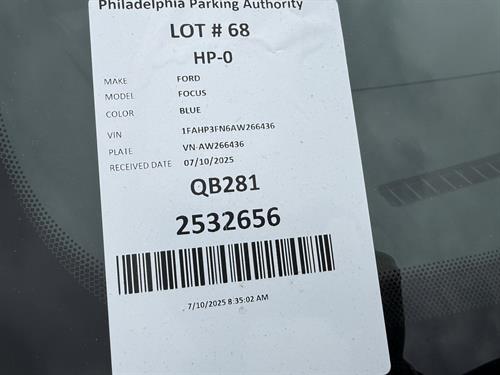 Philadelphia Parking Authority
LOT # 68
HP-0
MAKE FORD
MODEL FOCUS
COLOR BLUE
VIN 1FAHP3FN6AW266436
PLATE VN-AW266436
RECEIVED DATE 07/10/2025
QB281
2532656
7/10/2025 8:35:02 AM